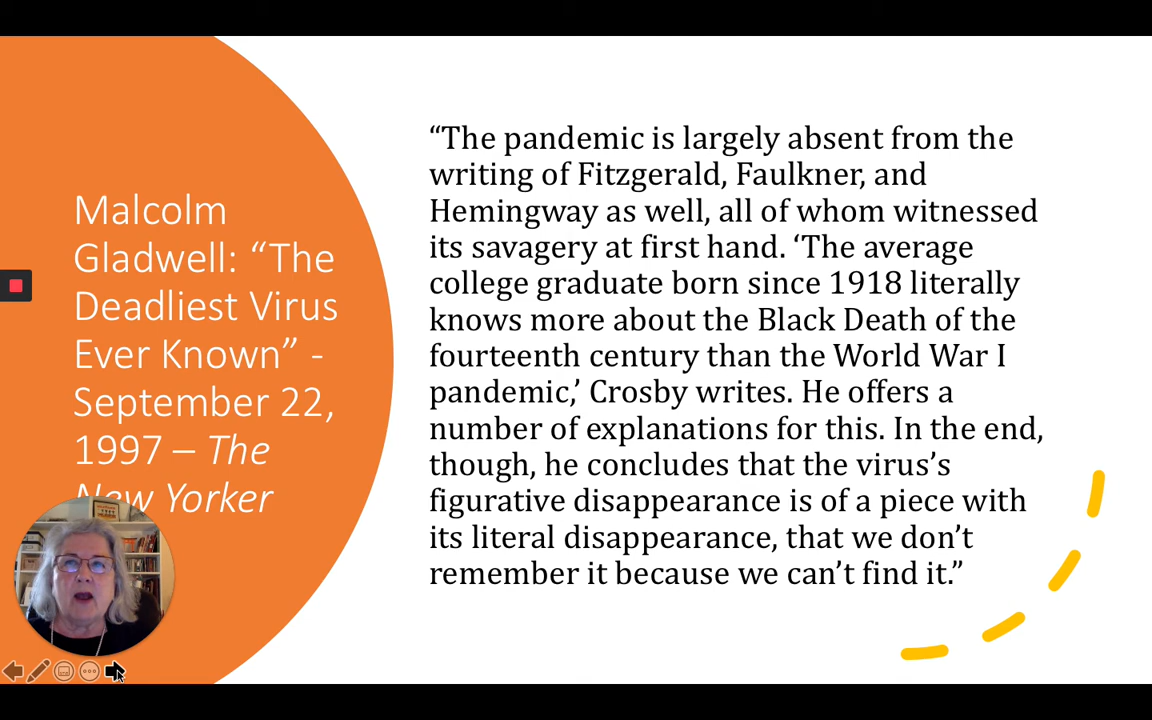 Malcolm
Gladwell: “The
Deadliest Virus
Ever Known” -
September 22,
1997 – The
New Yorker
“The pandemic is largely absent from the
writing of Fitzgerald, Faulkner, and
Hemingway as well, all of whom witnessed
its savagery at first hand. ‘The average
college graduate born since 1918 literally
knows more about the Black Death of the
fourteenth century than the World War I
pandemic,’ Crosby writes. He offers a
number of explanations for this. In the end,
though, he concludes that the virus’s
figurative disappearance is of a piece with
its literal disappearance, that we don’t
remember it because we can’t find it.”